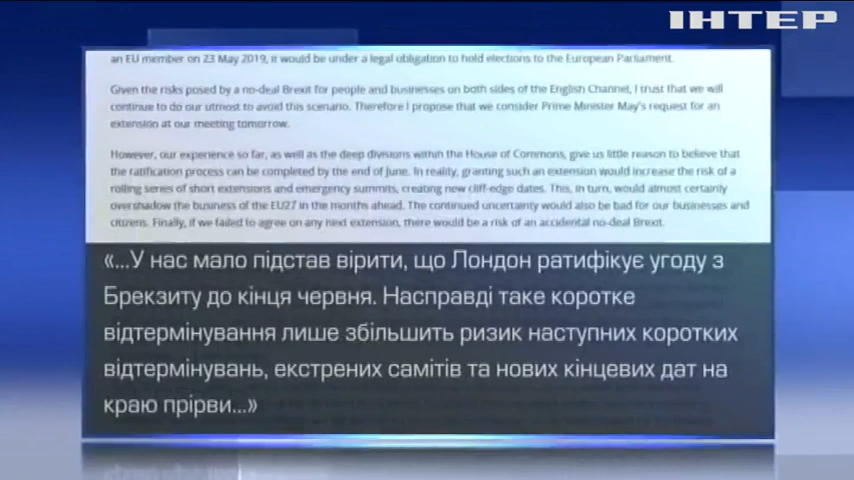 ІНТЕР
an EU member on 23 May 2019, it would be under a legal obligation to hold elections to the European Parliament.
Given the risks posed by a no-deal Brexit for people and businesses on both sides of the English Channel, I trust that we will
continue to do our utmost to avoid this scenario. Therefore I propose that we consider Prime Minister May's request for an
extension at our meeting tomorrow.
However, our experience so far, as well as the deep divisions within the House of Commons, give us little reason to believe that
the ratification process can be completed by the end of June. In reality, granting such an extension would increase the risk of a
rolling series of short extensions and emergency summits, creating new cliff-edge dates. This, in turn, would almost certainly
overshadow the business of the EU27 in the months ahead. The continued uncertainty would also be bad for our businesses and
citizens. Finally, if we failed to agree on any next extension, there would be a risk of an accidental no-deal Brexit.
«...У нас мало підстав вірити, що Лондон ратифікує угоду з
Брекзиту до кінця червня. Насправді таке коротке
відтермінування лише збільшить ризик наступних коротких
відтермінувань, екстрених самітів та нових кінцевих дат на
краю прірви...»